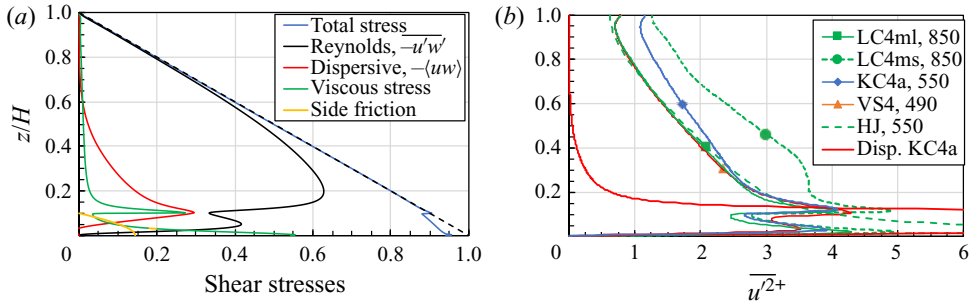 (a)
1.0
0.8
0.6
0.4
0.2
0
z/H
0
0.2
0.4
0.6
0.8
1.0
Shear stresses
Total stress
Reynolds, −u′w′
Dispersive, −⟨uw⟩
Viscous stress
Side friction
(b)
1.0
0.8
0.6
0.4
0.2
0
1
2
3
4
5
6
u′²⁺
LC4ml, 850
LC4ms, 850
KC4a, 550
VS4, 490
HJ, 550
Disp. KC4a